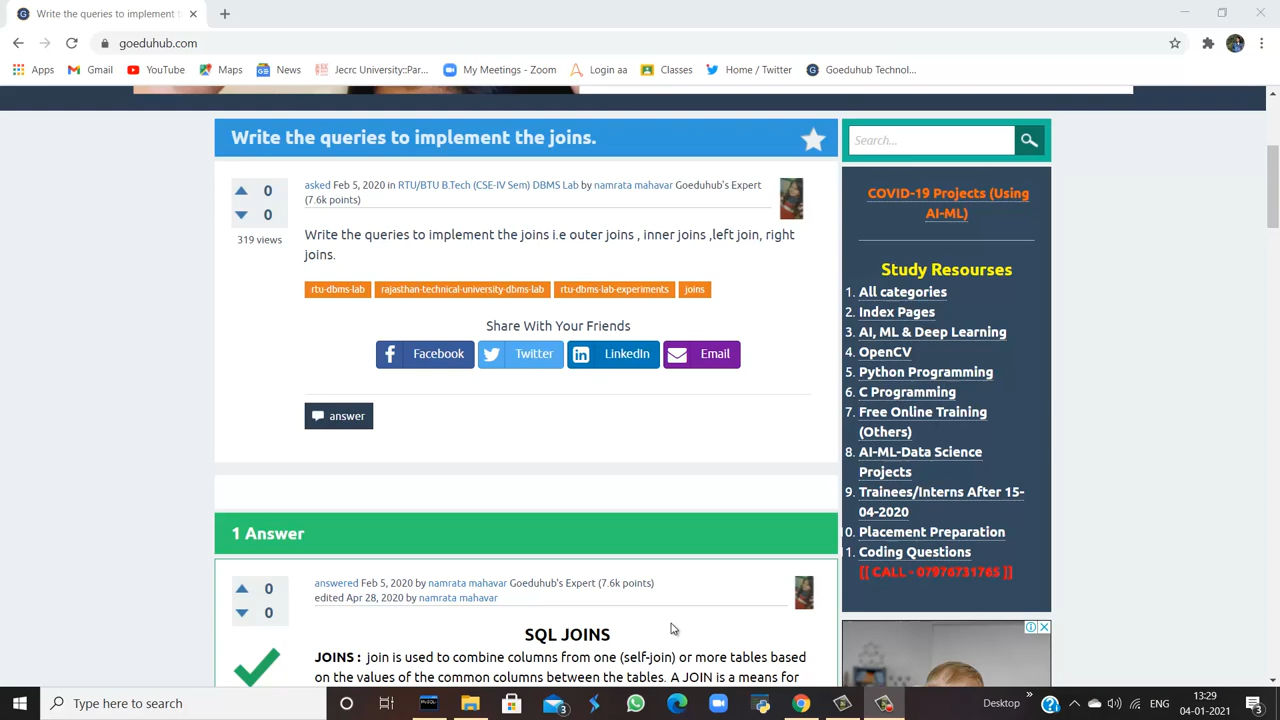 Write the queries to implement t
goeduhub.com
Apps
Gmail
YouTube
Maps
News
Jecrc University::Par...
My Meetings - Zoom
Login aa
Classes
Home / Twitter
Goeduhub Technol...
Write the queries to implement the joins.
0
0
319 views
asked Feb 5, 2020 in RTU/BTU B.Tech (CSE-IV Sem) DBMS Lab by namrata mahavar Goeduhub's Expert
(7.6k points)
Write the queries to implement the joins i.e outer joins , inner joins ,left join, right
joins.
rtu-dbms-lab
rajasthan-technical-university-dbms-lab
rtu-dbms-lab-experiments
joins
Share With Your Friends
Facebook
Twitter
LinkedIn
Email
answer
1 Answer
0
0
answered Feb 5, 2020 by namrata mahavar Goeduhub's Expert (7.6k points)
edited Apr 28, 2020 by namrata mahavar
SQL JOINS
JOINS : join is used to combine columns from one (self-join) or more tables based
on the values of the common columns between the tables. A JOIN is a means for
Search...
COVID-19 Projects (Using
AI-ML)
Study Resourses
1. All categories
2. Index Pages
3. AI, ML & Deep Learning
4. OpenCV
5. Python Programming
6. C Programming
7. Free Online Training
(Others)
8. AI-ML-Data Science
Projects
9. Trainees/Interns After 15-
04-2020
10. Placement Preparation
11. Coding Questions
[[ CALL - 07976731765 ]]
Type here to search
3
Desktop
ENG
13:29
04-01-2021
3